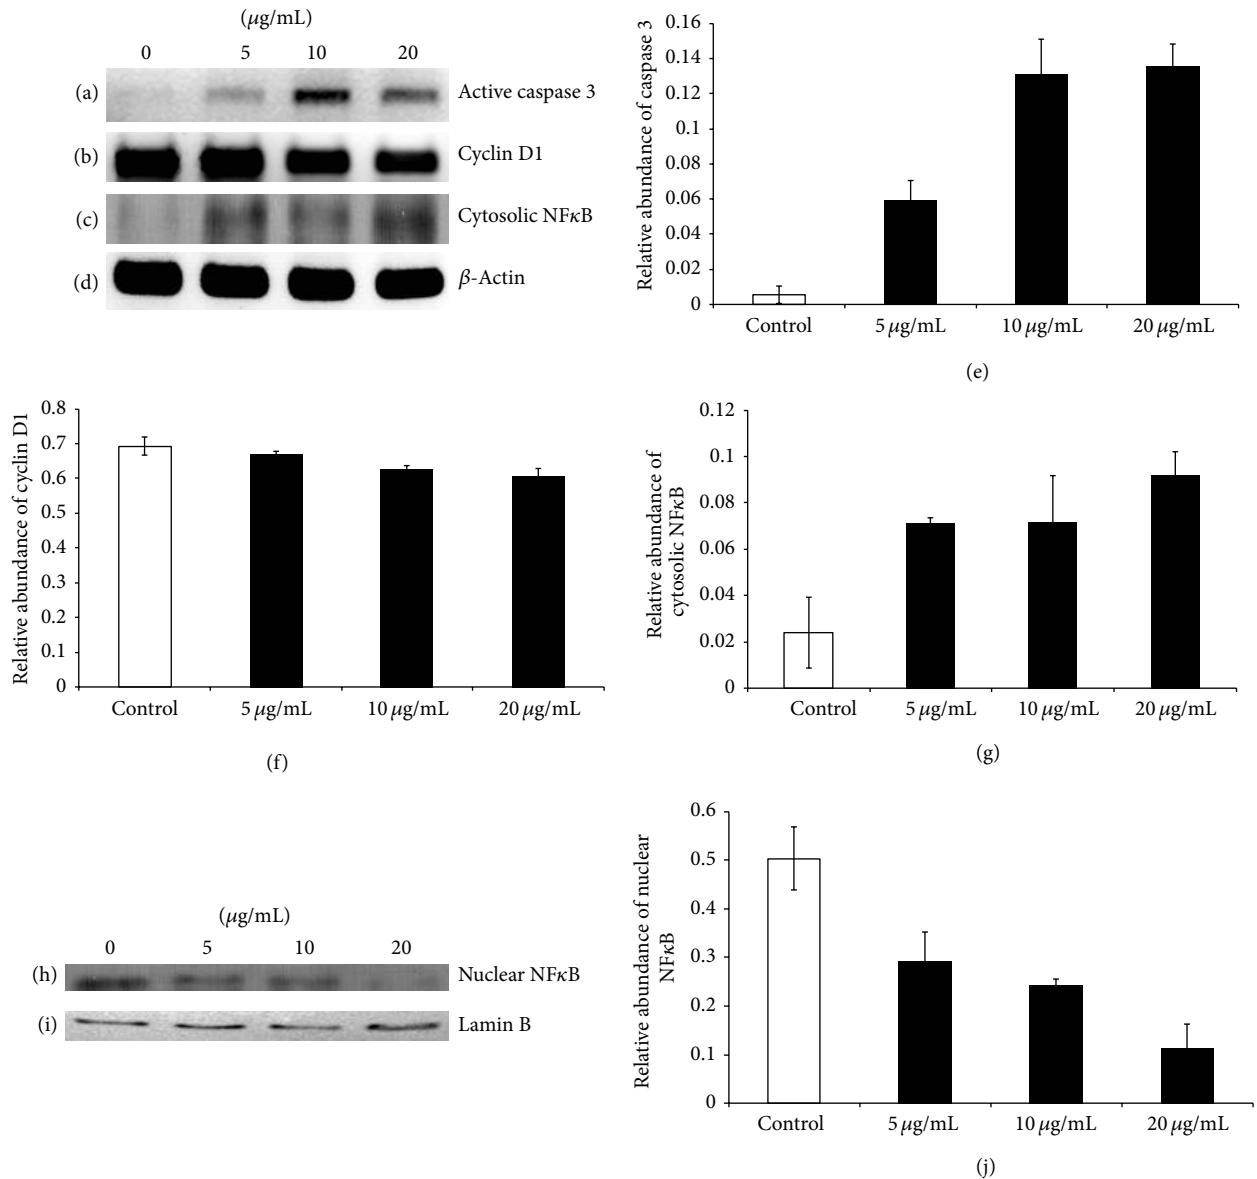 (μg/mL)
0 5 10 20
(a) Active caspase 3
(b) Cyclin D1
(c) Cytosolic NFκB
(d) β-Actin
Relative abundance of caspase 3
0.16
0.14
0.12
0.1
0.08
0.06
0.04
0.02
0
Control 5 μg/mL 10 μg/mL 20 μg/mL
(e)
Relative abundance of cyclin D1
0.8
0.7
0.6
0.5
0.4
0.3
0.2
0.1
0
Control 5 μg/mL 10 μg/mL 20 μg/mL
(f)
Relative abundance of
cytosolic NFκB
0.12
0.1
0.08
0.06
0.04
0.02
0
Control 5 μg/mL 10 μg/mL 20 μg/mL
(g)
(μg/mL)
0 5 10 20
(h) Nuclear NFκB
(i) Lamin B
Relative abundance of nuclear
NFκB
0.6
0.5
0.4
0.3
0.2
0.1
0
Control 5 μg/mL 10 μg/mL 20 μg/mL
(j)